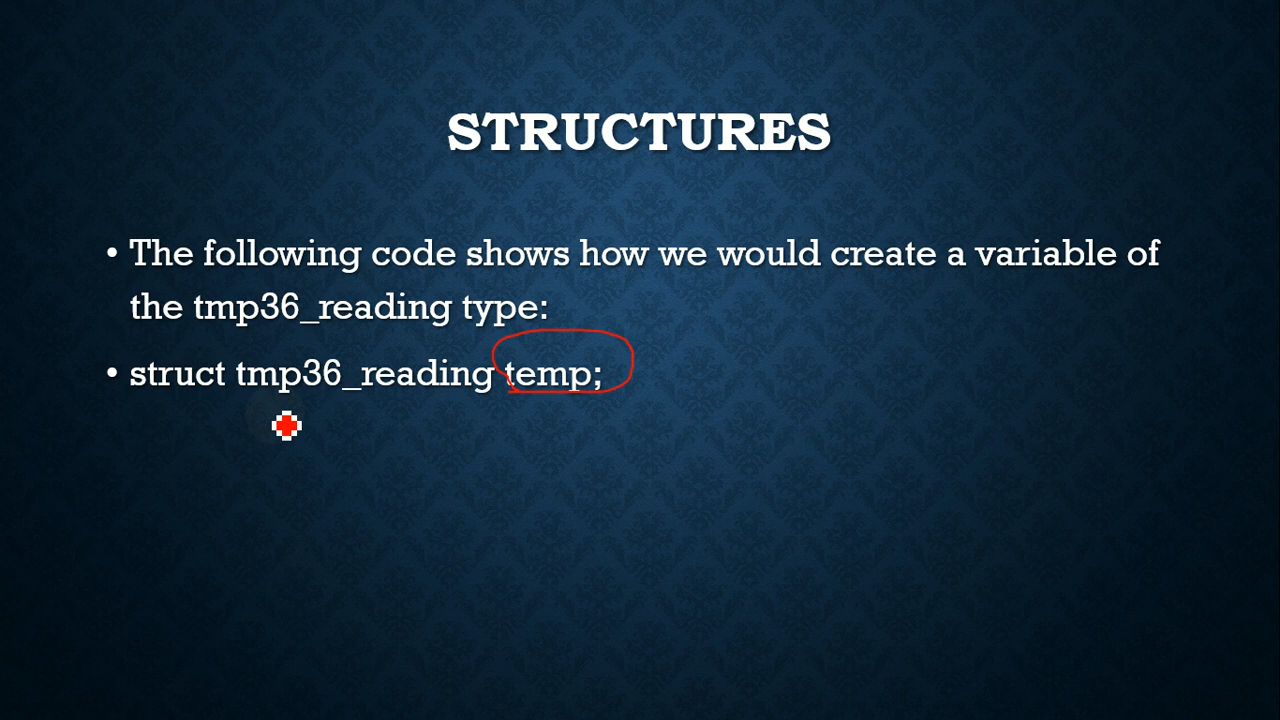 STRUCTURES
• The following code shows how we would create a variable of
the tmp36_reading type:
• struct tmp36_reading temp;